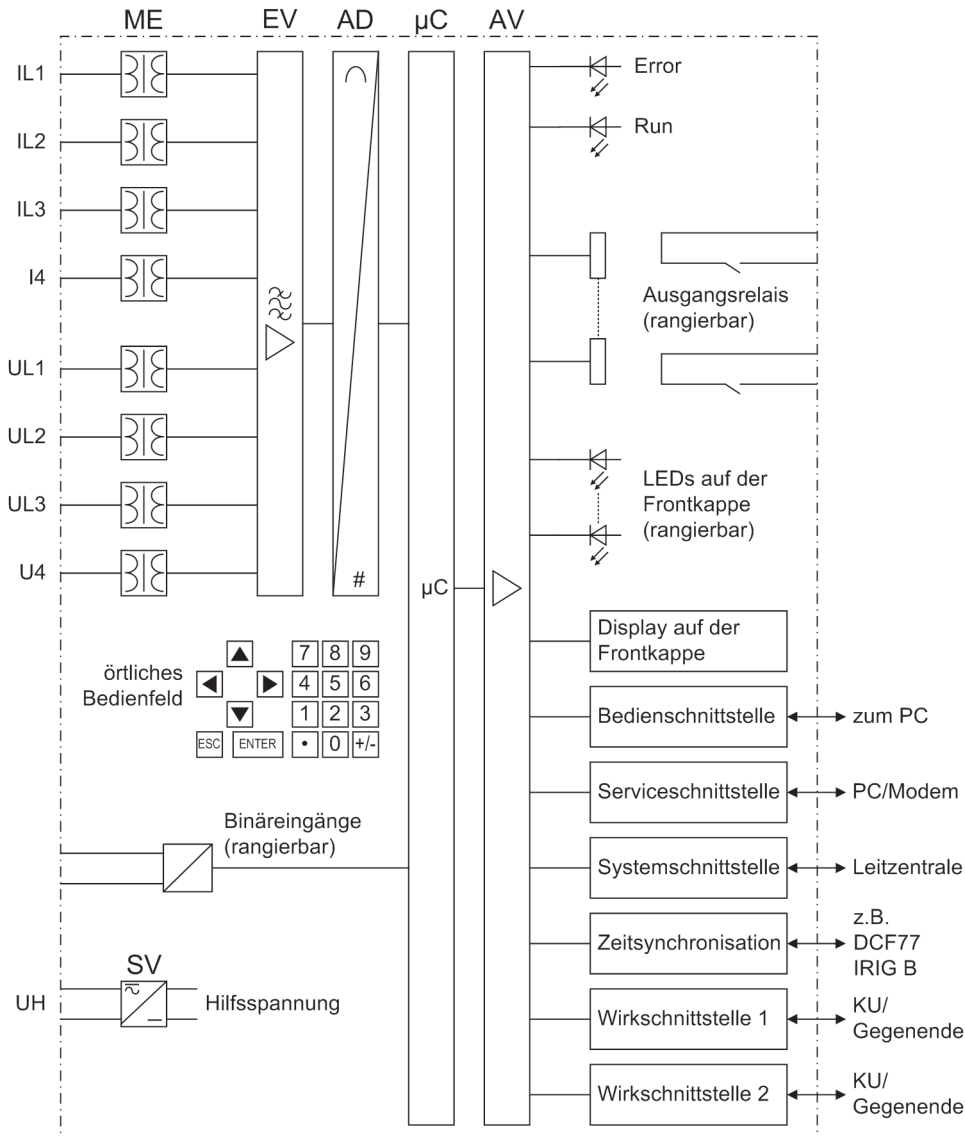 ME EV AD µC AV
IL1
IL2
IL3
I4
UL1
UL2
UL3
U4
#
µC
Error
Run
Ausgangsrelais
(rangierbar)
LEDs auf der
Frontkappe
(rangierbar)
örtliches
Bedienfeld
7 8 9
4 5 6
1 2 3
ESC ENTER • 0 +/-
Binäreingänge
(rangierbar)
SV
UH
Hilfsspannung
Display auf der
Frontkappe
Bedienschnittstelle
zum PC
Serviceschnittstelle
PC/Modem
Systemschnittstelle
Leitzentrale
Zeitsynchronisation
z.B.
DCF77
IRIG B
Wirkschnittstelle 1
KU/
Gegenende
Wirkschnittstelle 2
KU/
Gegenende